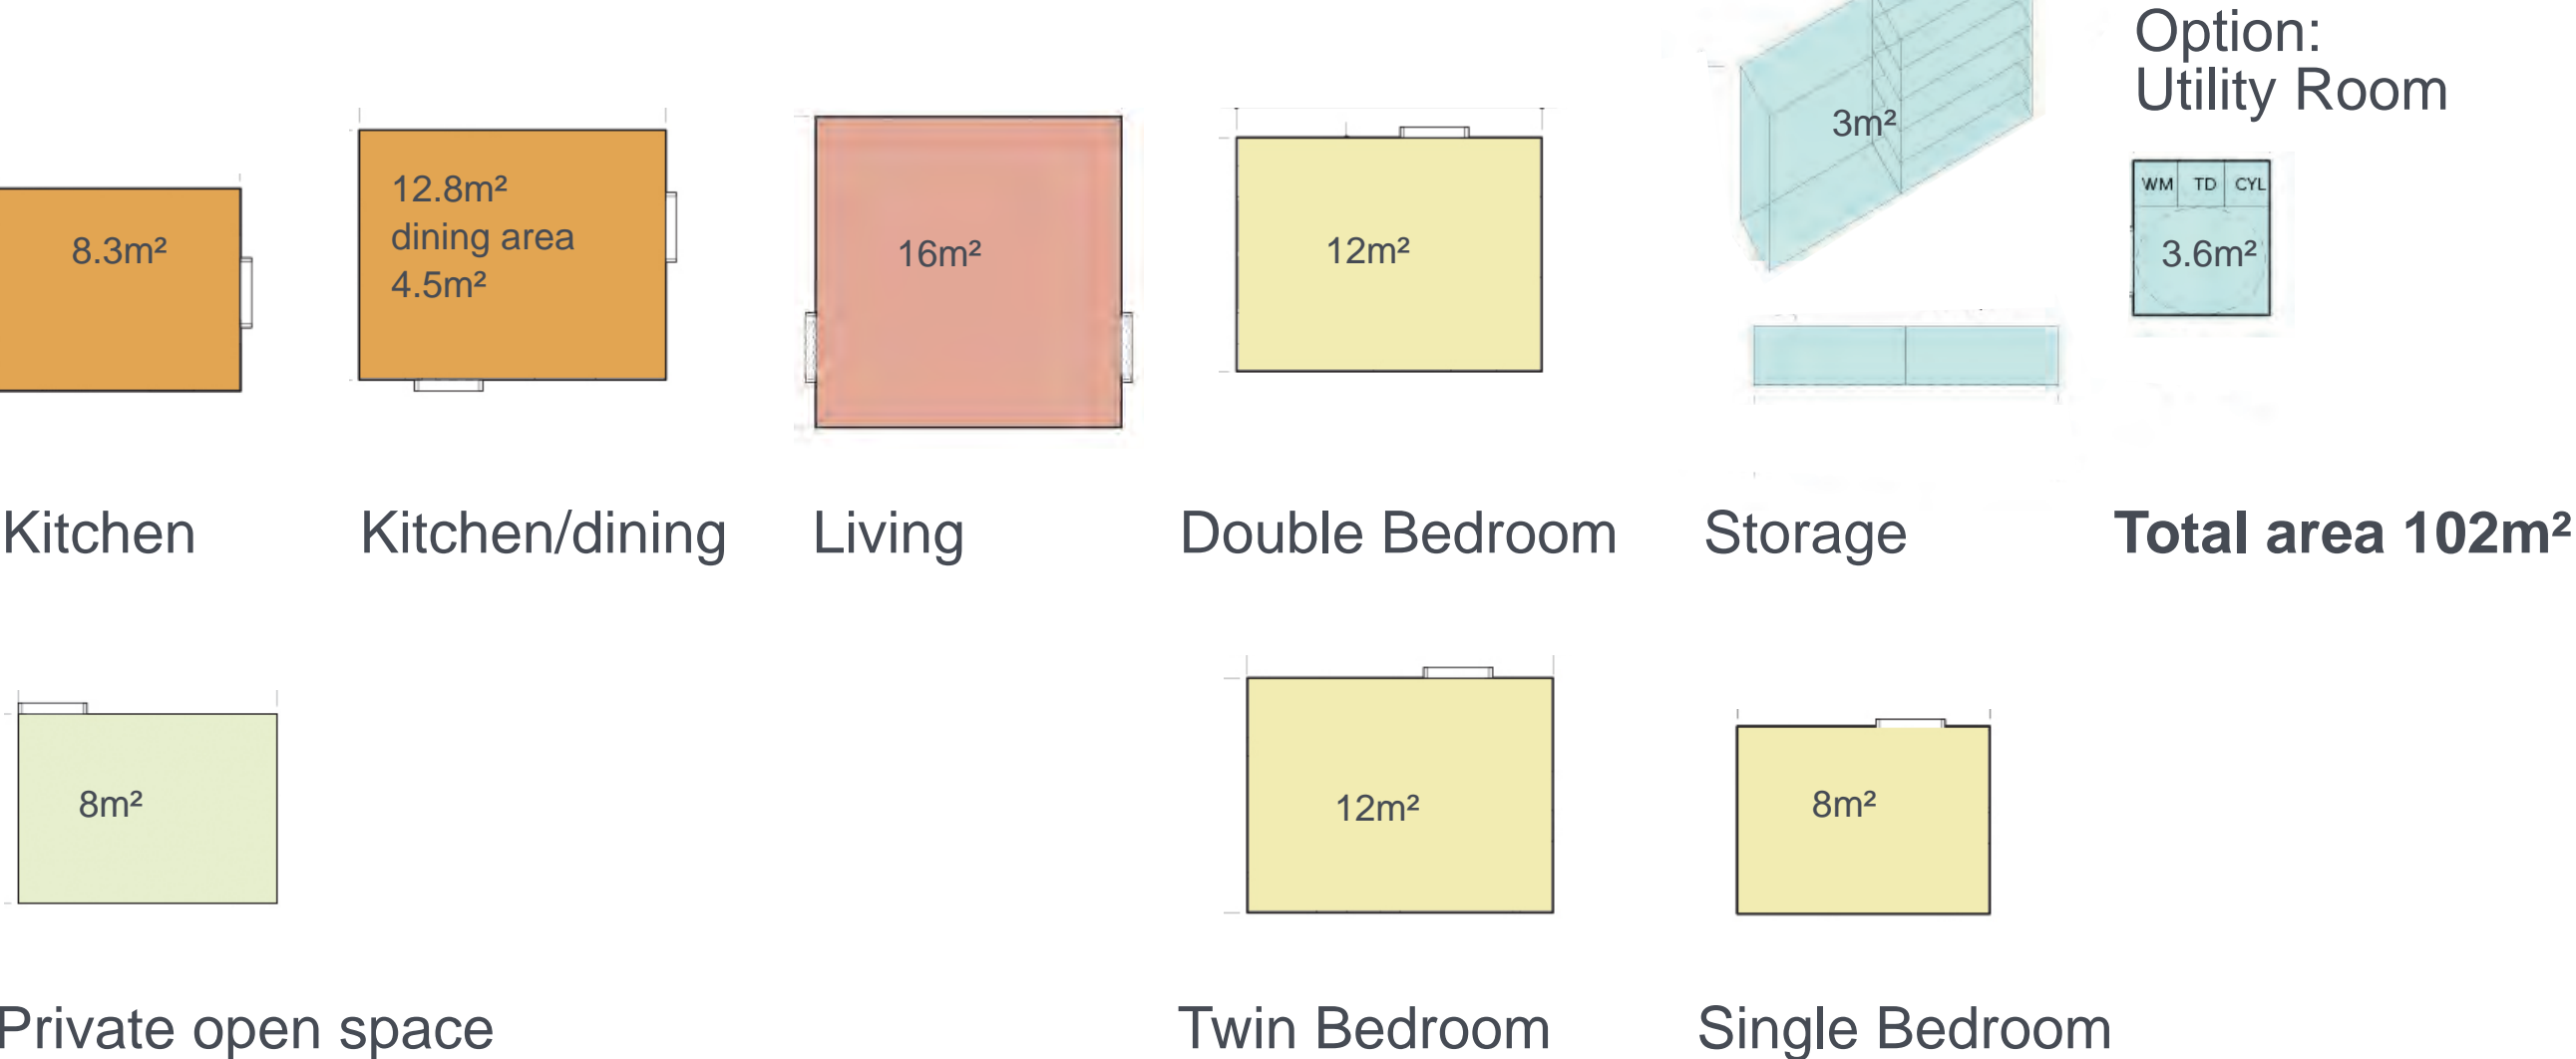 Option:
Utility Room
8.3m²
12.8m²
dining area
4.5m²
16m²
12m²
3m²
WM TD CYL
3.6m²
Kitchen
Kitchen/dining
Living
Double Bedroom
Storage
Total area 102m²
8m²
12m²
8m²
Private open space
Twin Bedroom
Single Bedroom